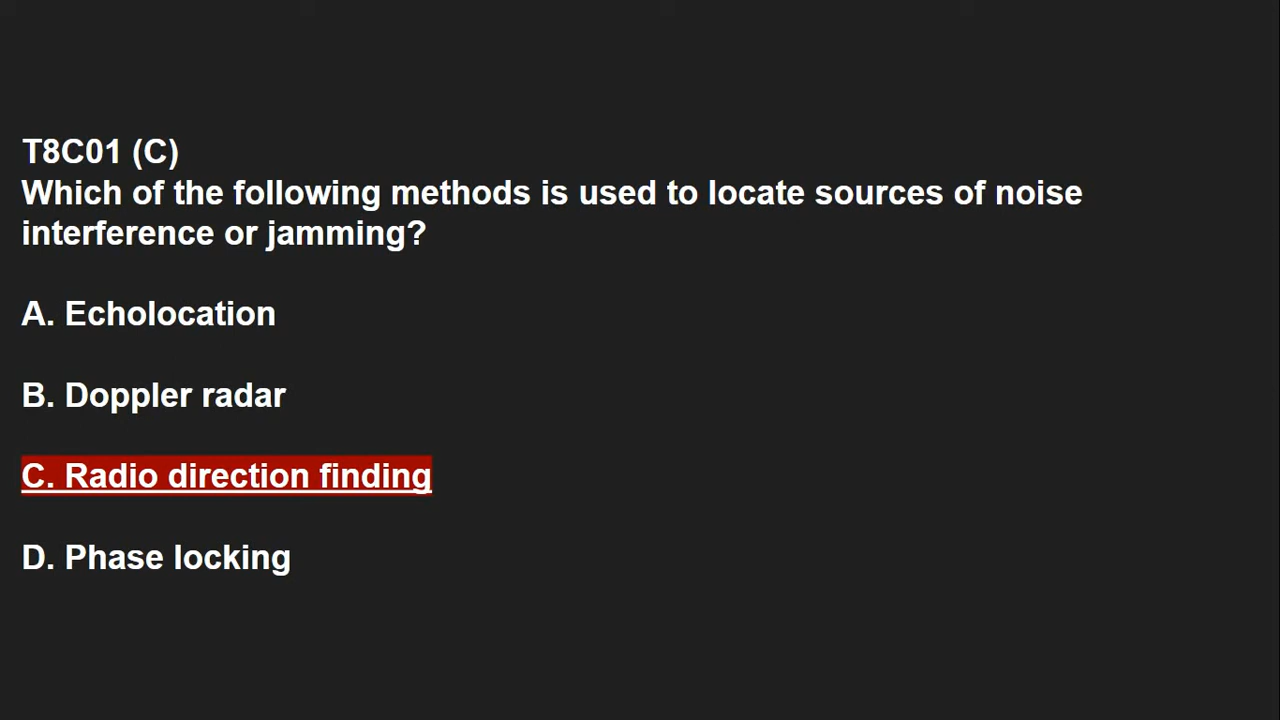 T8C01 (C)
Which of the following methods is used to locate sources of noise
interference or jamming?
A. Echolocation
B. Doppler radar
C. Radio direction finding
D. Phase locking